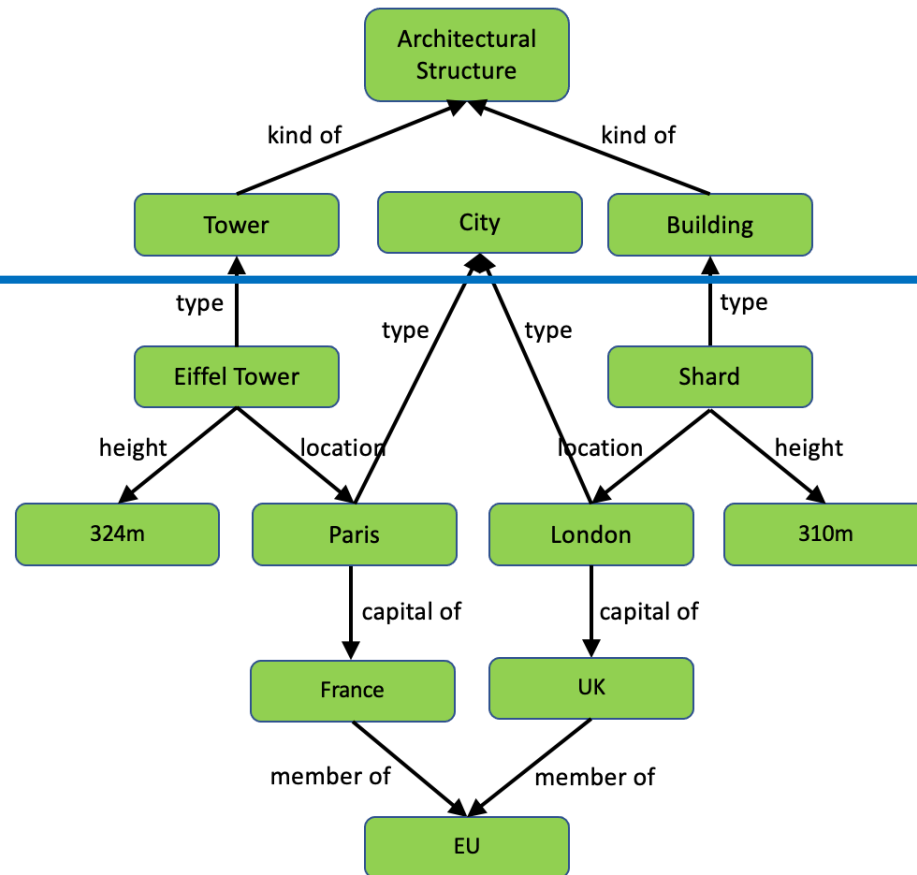 Architectural
Structure
kind of
kind of
Tower
City
Building
type
type
type
type
Eiffel Tower
Shard
height
location
location
height
324m
Paris
London
310m
capital of
capital of
France
UK
member of
member of
EU